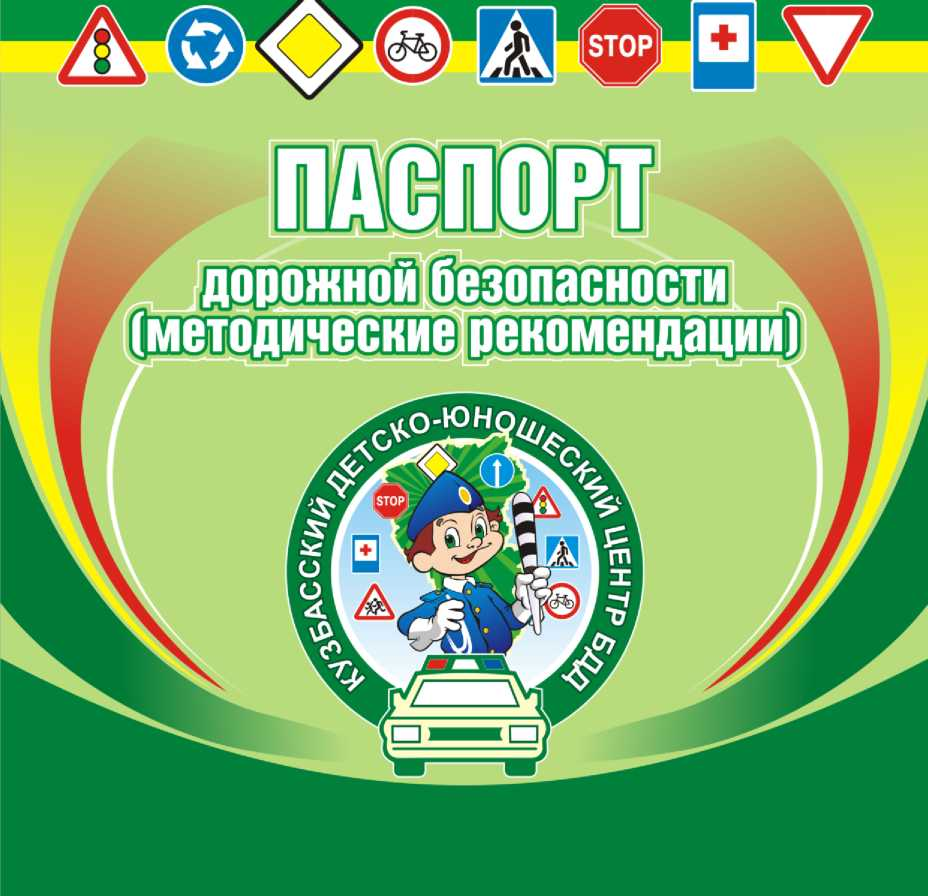 STOP
ПАСПОРТ
дорожной безопасности
(методические рекомендации)
КУЗБАССКИЙ ДЕТСКО-ЮНОШЕСКИЙ ЦЕНТР БДД
STOP